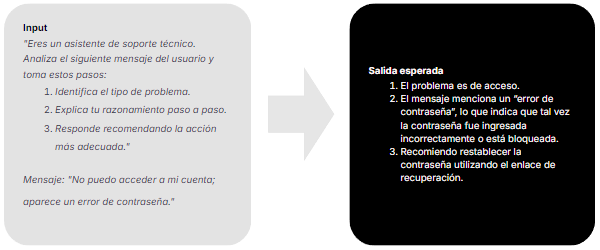 Input
"Eres un asistente de soporte técnico.
Analiza el siguiente mensaje del usuario y
toma estos pasos:
1. Identifica el tipo de problema.
2. Explica tu razonamiento paso a paso.
3. Responde recomendando la acción
más adecuada."
Mensaje: "No puedo acceder a mi cuenta;
aparece un error de contraseña."
Salida esperada
1. El problema es de acceso.
2. El mensaje menciona un "error de
contraseña", lo que indica que tal vez
la contraseña fue ingresada
incorrectamente o está bloqueada.
3. Recomiendo restablecer la
contraseña utilizando el enlace de
recuperación.